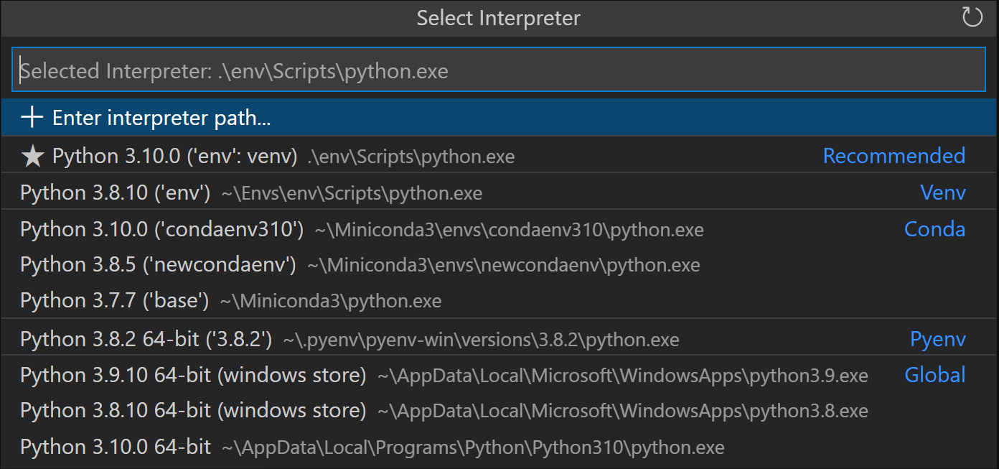 Select Interpreter
Selected Interpreter: .\env\Scripts\python.exe
Enter interpreter path...
Python 3.10.0 ('env': venv) .\env\Scripts\python.exe Recommended
Python 3.8.10 ('env') ~\Envs\env\Scripts\python.exe Venv
Python 3.10.0 ('condaenv310') ~\Miniconda3\envs\condaenv310\python.exe Conda
Python 3.8.5 ('newcondaenv') ~\Miniconda3\envs\newcondaenv\python.exe
Python 3.7.7 ('base') ~\Miniconda3\python.exe
Python 3.8.2 64-bit ('3.8.2') ~\.pyenv\pyenv-win\versions\3.8.2\python.exe Pyenv
Python 3.9.10 64-bit (windows store) ~\AppData\Local\Microsoft\WindowsApps\python3.9.exe Global
Python 3.8.10 64-bit (windows store) ~\AppData\Local\Microsoft\WindowsApps\python3.8.exe
Python 3.10.0 64-bit ~\AppData\Local\Programs\Python\Python310\python.exe